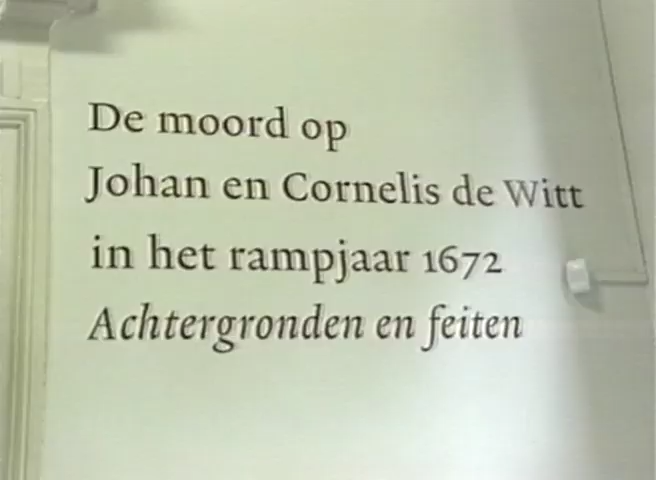 De moord op
Johan en Cornelis de Witt
in het rampjaar 1672
Achtergronden en feiten